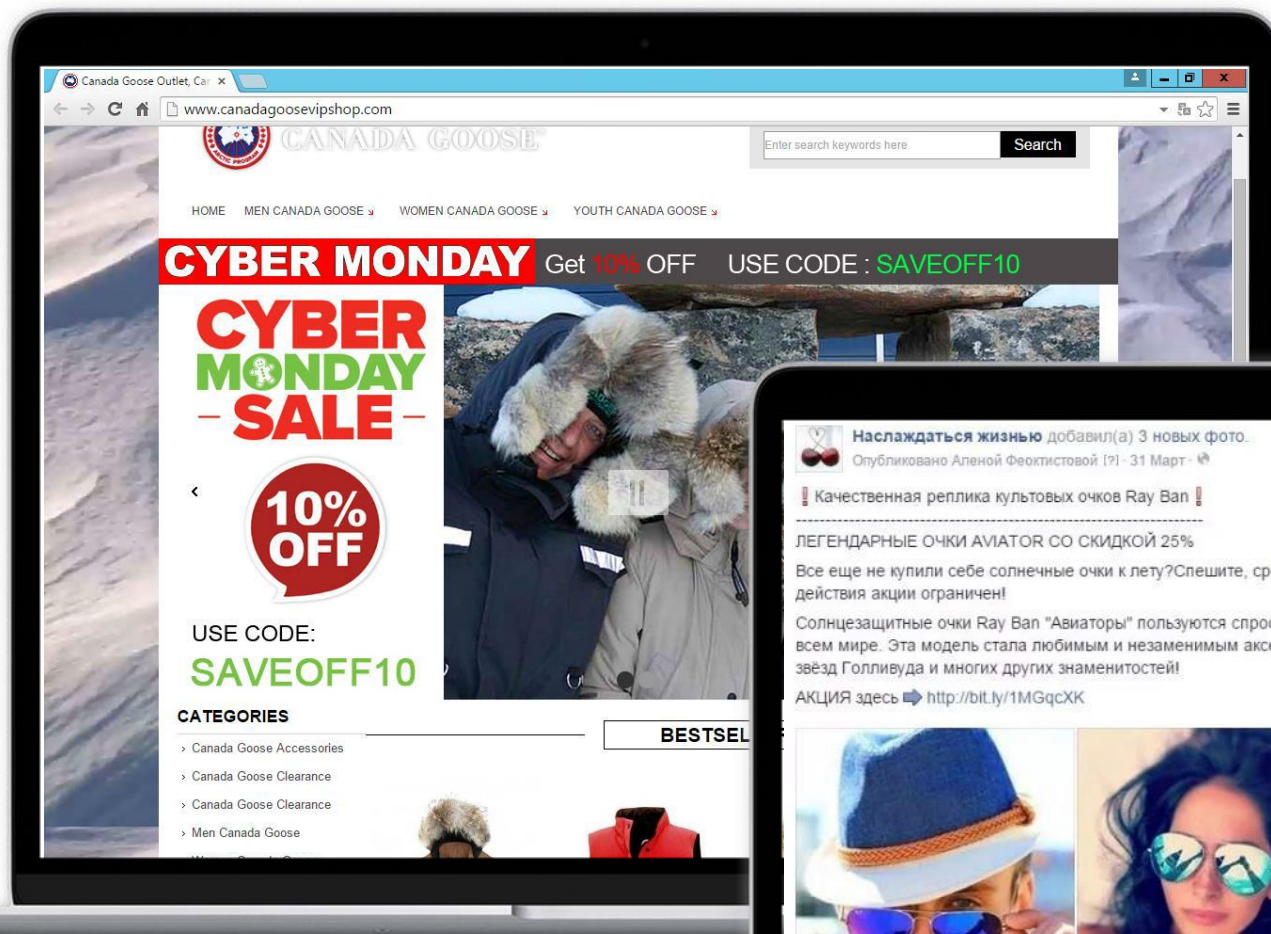 Canada Goose Outlet, Car
www.canadagoosevipshop.com
CANADA GOOSE
ARCTIC PROGRAM
Enter search keywords here
Search
HOME MEN CANADA GOOSE WOMEN CANADA GOOSE YOUTH CANADA GOOSE
CYBER MONDAY Get 10% OFF USE CODE : SAVEOFF10
CYBER
MONDAY
- SALE -
10%
OFF
USE CODE:
SAVEOFF10
CATEGORIES
BESTSEL
› Canada Goose Accessories
› Canada Goose Clearance
› Canada Goose Clearance
› Men Canada Goose
Наслаждаться жизнью добавил(а) 3 новых фото.
Опубликовано Аленой Феоктистовой [?] · 31 Март ·
❗ Качественная реплика культовых очков Ray Ban ❗
------------------------------------------------------------------------
ЛЕГЕНДАРНЫЕ ОЧКИ AVIATOR СО СКИДКОЙ 25%
Все еще не купили себе солнечные очки к лету?Спешите, ср
действия акции ограничен!
Солнцезащитные очки Ray Ban "Авиаторы" пользуются спрос
всем мире. Эта модель стала любимым и незаменимым аксе
звёзд Голливуда и многих других знаменитостей!
АКЦИЯ здесь ➡ http://bit.ly/1MGqcXK